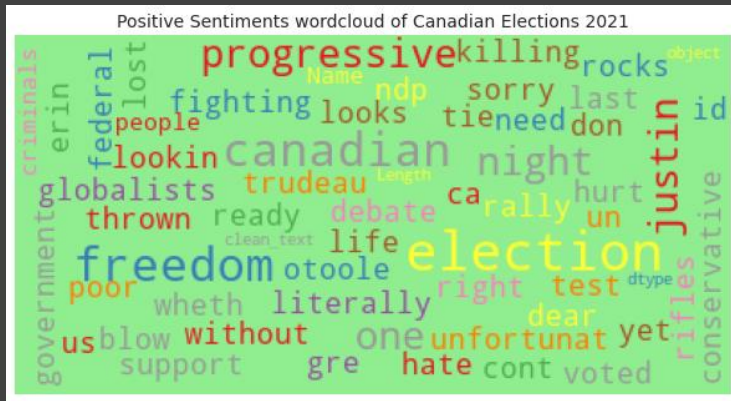 Positive Sentiments wordcloud of Canadian Elections 2021
progressive
killing
rocks
object
criminals
erin
federal
lost
Name
ndp
sorry
last
id
fighting
looks
people
tie
need
don
lookin
canadian
night
justin
globalists
trudeau
Length
ca
rally
hurt
un
thrown
ready
debate
clean_text
life
election
freedom
otoole
right
test
dtype
poor
wheth
literally
dear
rifles
conservative
government
us
blow
without
one
unfortunat
yet
support
gre
hate
cont
voted